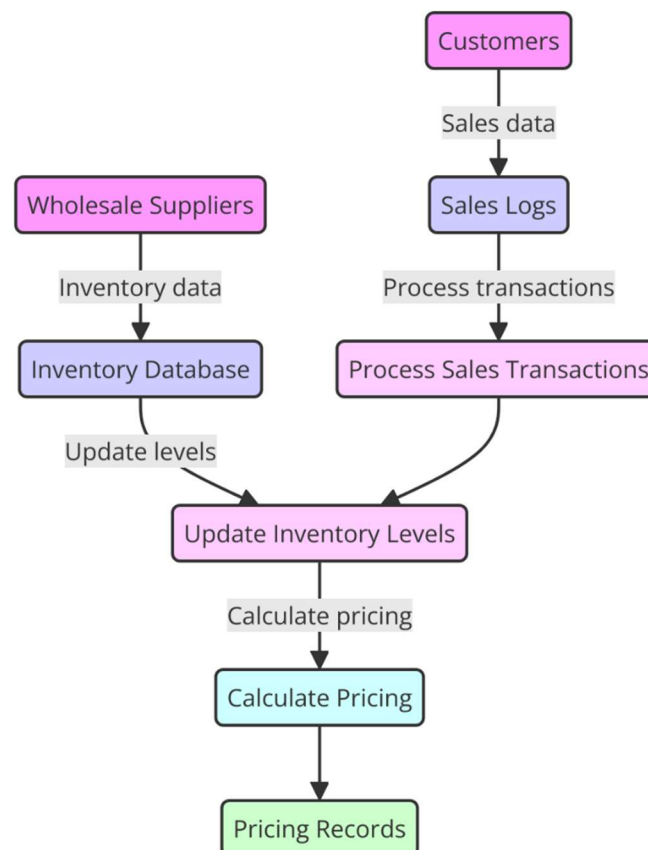 Customers
Sales data
Wholesale Suppliers
Sales Logs
Inventory data
Process transactions
Inventory Database
Process Sales Transactions
Update levels
Update Inventory Levels
Calculate pricing
Calculate Pricing
Pricing Records